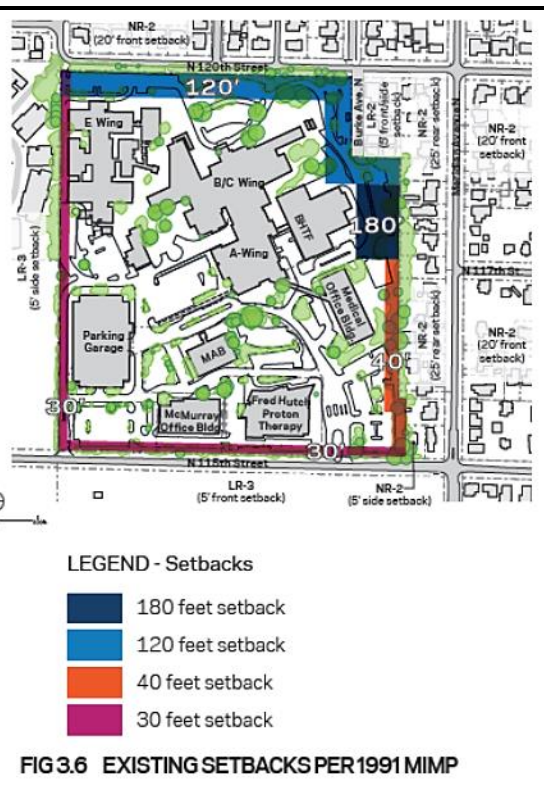 NR-2
(20' front setback)
N 120th Street
120'
E Wing
Burke Ave. N
LR-2
(5' front/side
setback)
NR-2
(25' rear setback)
NR-2
(20' front
setback)
B/C Wing
BHTF
180'
A-Wing
LR-3
(5' side setback)
N 117th St.
Medical
Office Bldg
Parking
Garage
MAB
NR-2
(25' rear setback)
NR-2
(20' front
setback)
40'
30'
McMurray
Office Bldg
Fred Hutch
Proton
Therapy
30'
N 115th Street
LR-3
(5' front setback)
NR-2
(5' side setback)
LEGEND - Setbacks
180 feet setback
120 feet setback
40 feet setback
30 feet setback
FIG 3.6 EXISTING SETBACKS PER 1991 MIMP